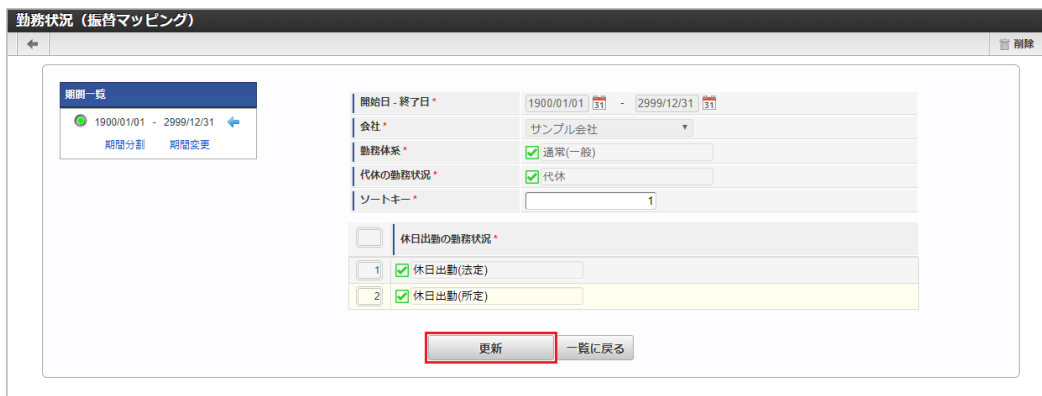 勤務状況（振替マッピング）
削除
期間一覧
1900/01/01 - 2999/12/31
期間分割 期間変更
開始日 - 終了日 * 1900/01/01 31 - 2999/12/31 31
会社 * サンプル会社
勤務体系 * 通常(一般)
代休の勤務状況 * 代休
ソートキー * 1
休日出勤の勤務状況 *
1 休日出勤(法定)
2 休日出勤(所定)
更新 一覧に戻る